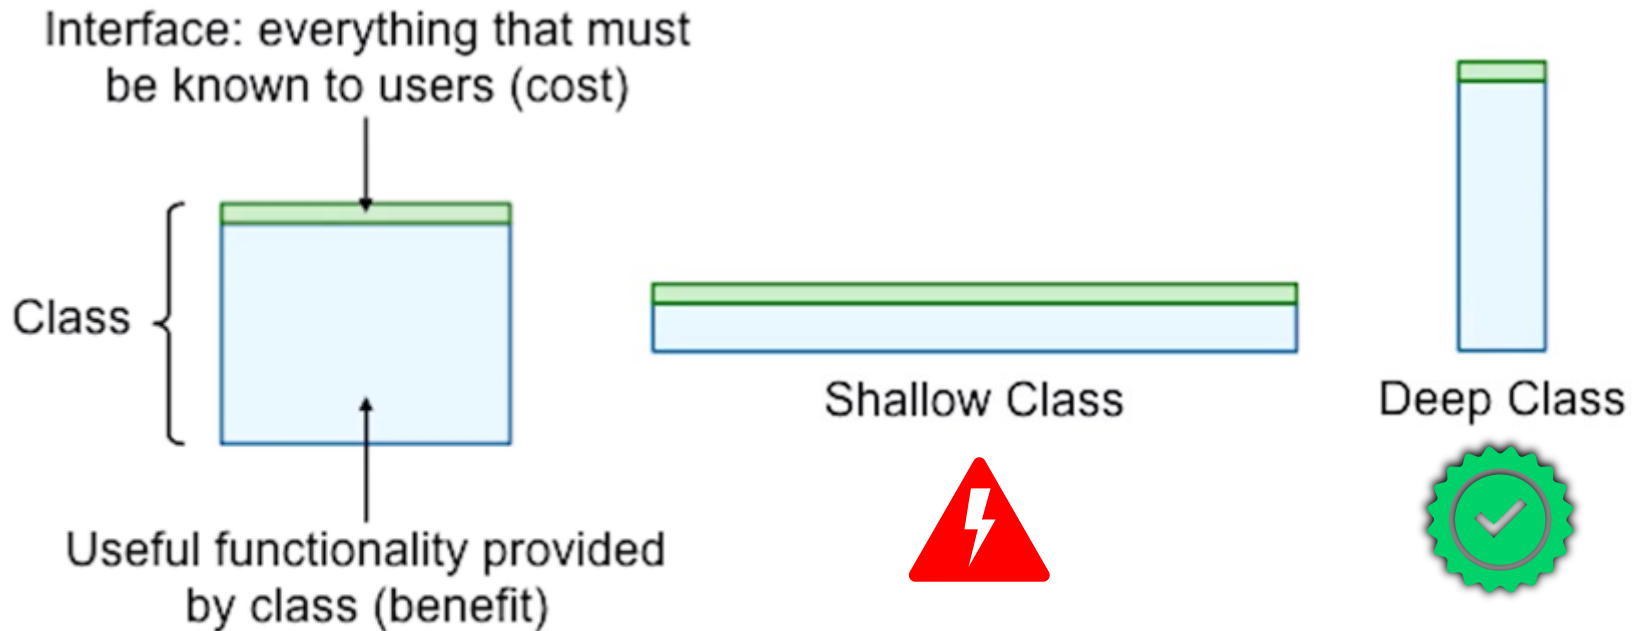 Interface: everything that must
be known to users (cost)
Class
Useful functionality provided
by class (benefit)
Shallow Class
Deep Class